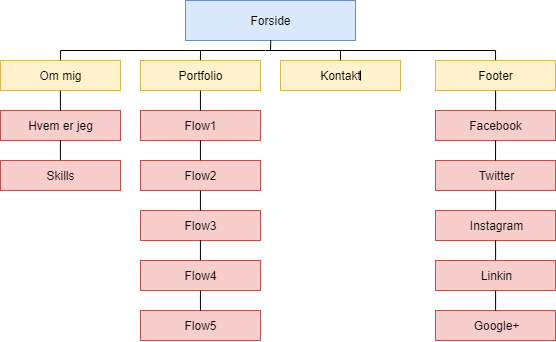 Forside
Om mig
Portfolio
Kontakt
Footer
Hvem er jeg
Flow1
Facebook
Skills
Flow2
Twitter
Flow3
Instagram
Flow4
Linkin
Flow5
Google+